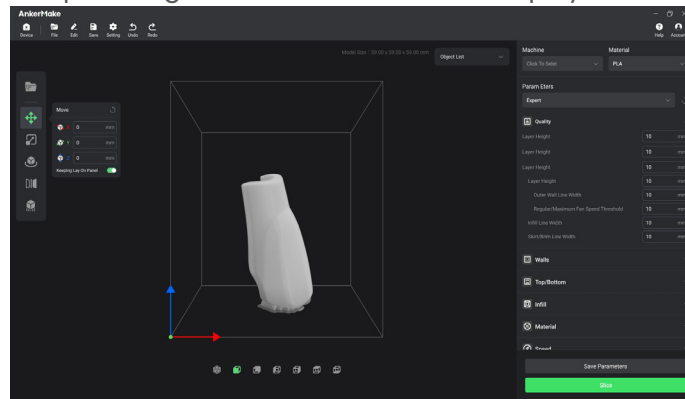 AnkerMake
Device File Edit Save Setting Undo Redo Help Account
Model Size : 59.00 x 50.00 x 50.00 mm
Object List
Move
X 0 mm
Y 0 mm
Z 0 mm
Keeping Lay On Panel
Machine Material
Click To Selet PLA
Param Eters
Expert
Quality
Layer Height 10 mm
Layer Height 10 mm
Layer Height 10 mm
Layer Height 10 mm
Outer Wall Line Width 10 mm
Regular/Maximum Fan Speed Threshold 10 mm
Infill Line Width 10 mm
Skirt/Brim Line Width 10 mm
Walls
Top/Bottom
Infill
Material
Speed
Save Parameters
Slice